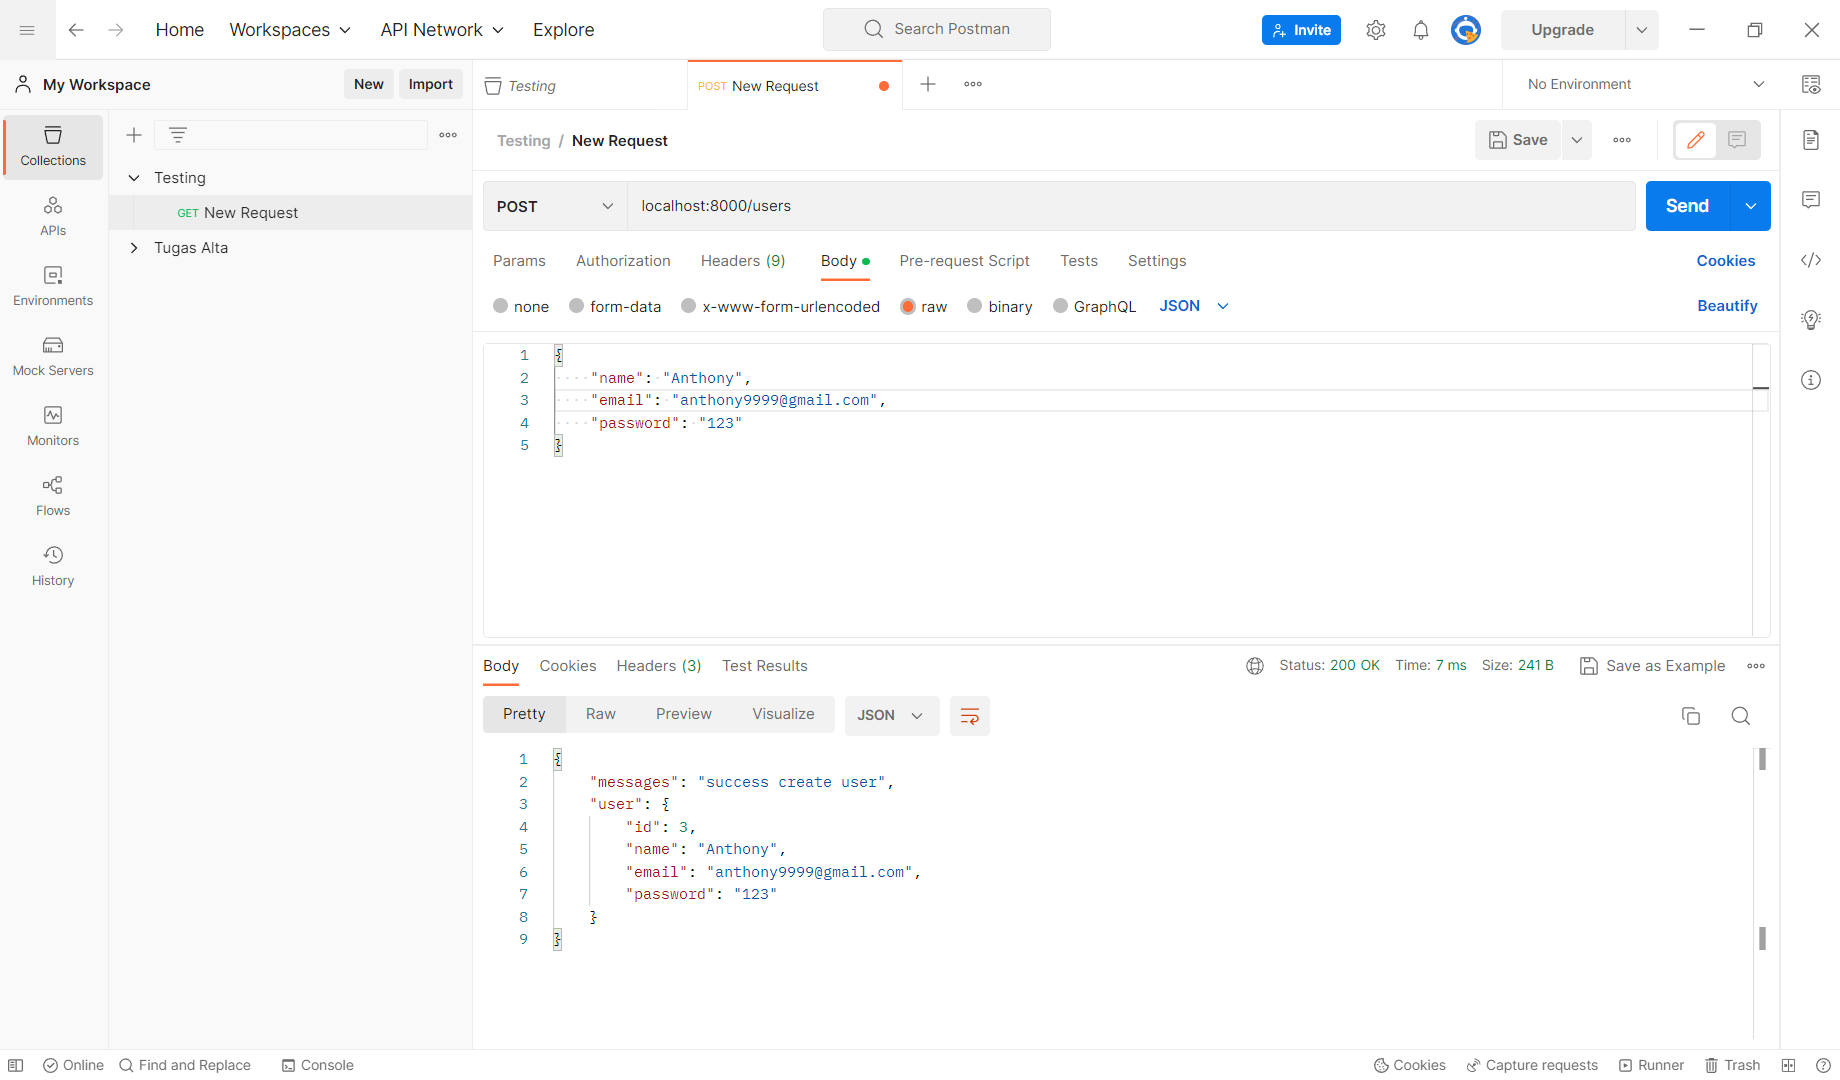 Home Workspaces API Network Explore Search Postman Invite Upgrade
My Workspace New Import Testing POST New Request No Environment
Collections
APIs
Environments
Mock Servers
Monitors
Flows
History
Testing
GET New Request
Tugas Alta
Testing / New Request Save
POST localhost:8000/users Send
Params Authorization Headers (9) Body Pre-request Script Tests Settings Cookies
none form-data x-www-form-urlencoded raw binary GraphQL JSON Beautify
1 {
2 "name": "Anthony",
3 "email": "anthony9999@gmail.com",
4 "password": "123"
5 }
Body Cookies Headers (3) Test Results Status: 200 OK Time: 7 ms Size: 241 B Save as Example
Pretty Raw Preview Visualize JSON
1 {
2 "messages": "success create user",
3 "user": {
4 "id": 3,
5 "name": "Anthony",
6 "email": "anthony9999@gmail.com",
7 "password": "123"
8 }
9 }
Online Find and Replace Console Cookies Capture requests Runner Trash